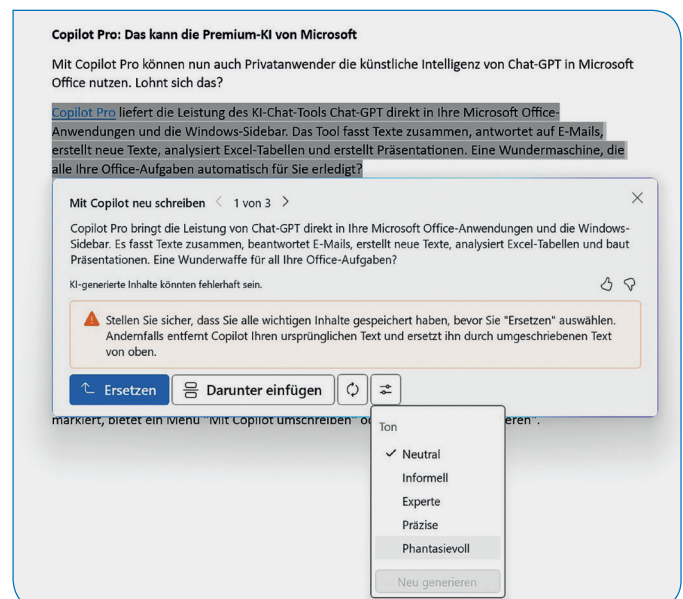 Copilot Pro: Das kann die Premium-KI von Microsoft
Mit Copilot Pro können nun auch Privatanwender die künstliche Intelligenz von Chat-GPT in Microsoft
Office nutzen. Lohnt sich das?
Copilot Pro liefert die Leistung des KI-Chat-Tools Chat-GPT direkt in Ihre Microsoft Office-
Anwendungen und die Windows-Sidebar. Das Tool fasst Texte zusammen, antwortet auf E-Mails,
erstellt neue Texte, analysiert Excel-Tabellen und erstellt Präsentationen. Eine Wundermaschine, die
alle Ihre Office-Aufgaben automatisch für Sie erledigt?
Mit Copilot neu schreiben < 1 von 3 >
Copilot Pro bringt die Leistung von Chat-GPT direkt in Ihre Microsoft Office-Anwendungen und die Windows-
Sidebar. Es fasst Texte zusammen, beantwortet E-Mails, erstellt neue Texte, analysiert Excel-Tabellen und baut
Präsentationen. Eine Wunderwaffe für all Ihre Office-Aufgaben?
KI-generierte Inhalte könnten fehlerhaft sein.
Stellen Sie sicher, dass Sie alle wichtigen Inhalte gespeichert haben, bevor Sie "Ersetzen" auswählen.
Andernfalls entfernt Copilot Ihren ursprünglichen Text und ersetzt ihn durch umgeschriebenen Text
von oben.
Ersetzen Darunter einfügen
markiert, bietet ein Menü "Mit Copilot umschreiben" eren".
Ton
Neutral
Informell
Experte
Präzise
Phantasievoll
Neu generieren